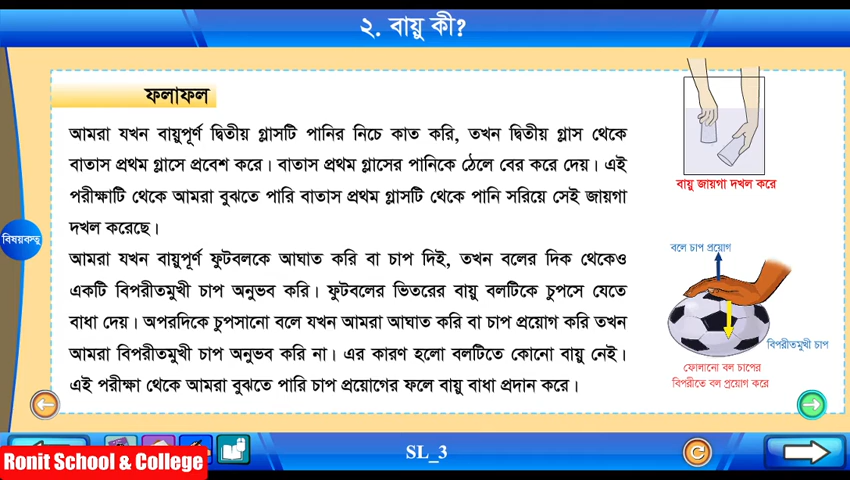 ২. বায়ু কী?
ফলাফল
আমরা যখন বায়ুপূর্ণ দ্বিতীয় গ্লাসটি পানির নিচে কাত করি, তখন দ্বিতীয় গ্লাস থেকে
বাতাস প্রথম গ্লাসে প্রবেশ করে। বাতাস প্রথম গ্লাসের পানিকে ঠেলে বের করে দেয়। এই
পরীক্ষাটি থেকে আমরা বুঝতে পারি বাতাস প্রথম গ্লাসটি থেকে পানি সরিয়ে সেই জায়গা
দখল করেছে।
আমরা যখন বায়ুপূর্ণ ফুটবলকে আঘাত করি বা চাপ দিই, তখন বলের দিক থেকেও
একটি বিপরীতমুখী চাপ অনুভব করি। ফুটবলের ভিতরের বায়ু বলটিকে চুপসে যেতে
বাধা দেয়। অপরদিকে চুপসানো বলে যখন আমরা আঘাত করি বা চাপ প্রয়োগ করি তখন
আমরা বিপরীতমুখী চাপ অনুভব করি না। এর কারণ হলো বলটিতে কোনো বায়ু নেই।
এই পরীক্ষা থেকে আমরা বুঝতে পারি চাপ প্রয়োগের ফলে বায়ু বাধা প্রদান করে।
বায়ু জায়গা দখল করে
বলে চাপ প্রয়োগ
বিপরীতমুখী চাপ
ফোলানো বল চাপের
বিপরীতে বল প্রয়োগ করে
বিষয়বস্তু
SL_3
Ronit School & College